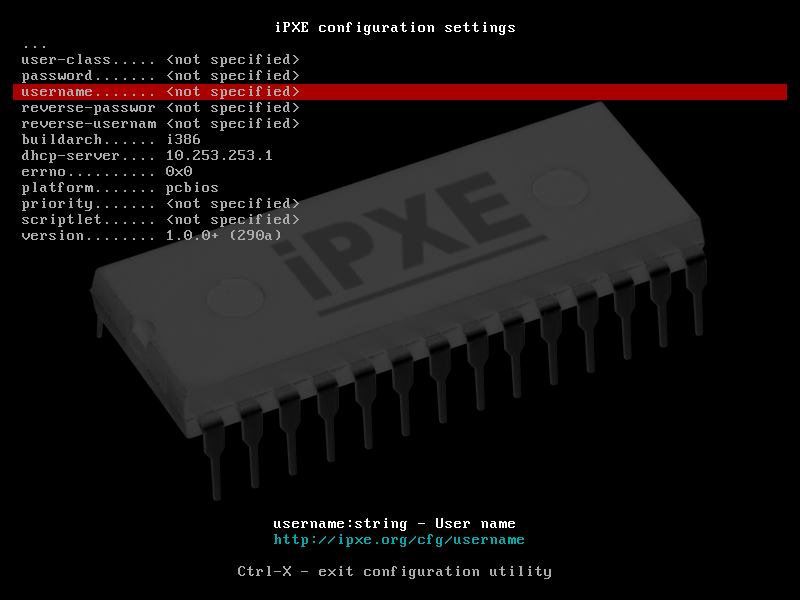 iPXE configuration settings
...
user-class..... <not specified>
password....... <not specified>
username....... <not specified>
reverse-passwor <not specified>
reverse-usernam <not specified>
buildarch...... i386
dhcp-server.... 10.253.253.1
errno.......... 0x0
platform....... pcbios
priority....... <not specified>
scriptlet...... <not specified>
version........ 1.0.0+ (290a)
iPXE
username:string - User name
http://ipxe.org/cfg/username
Ctrl-X - exit configuration utility